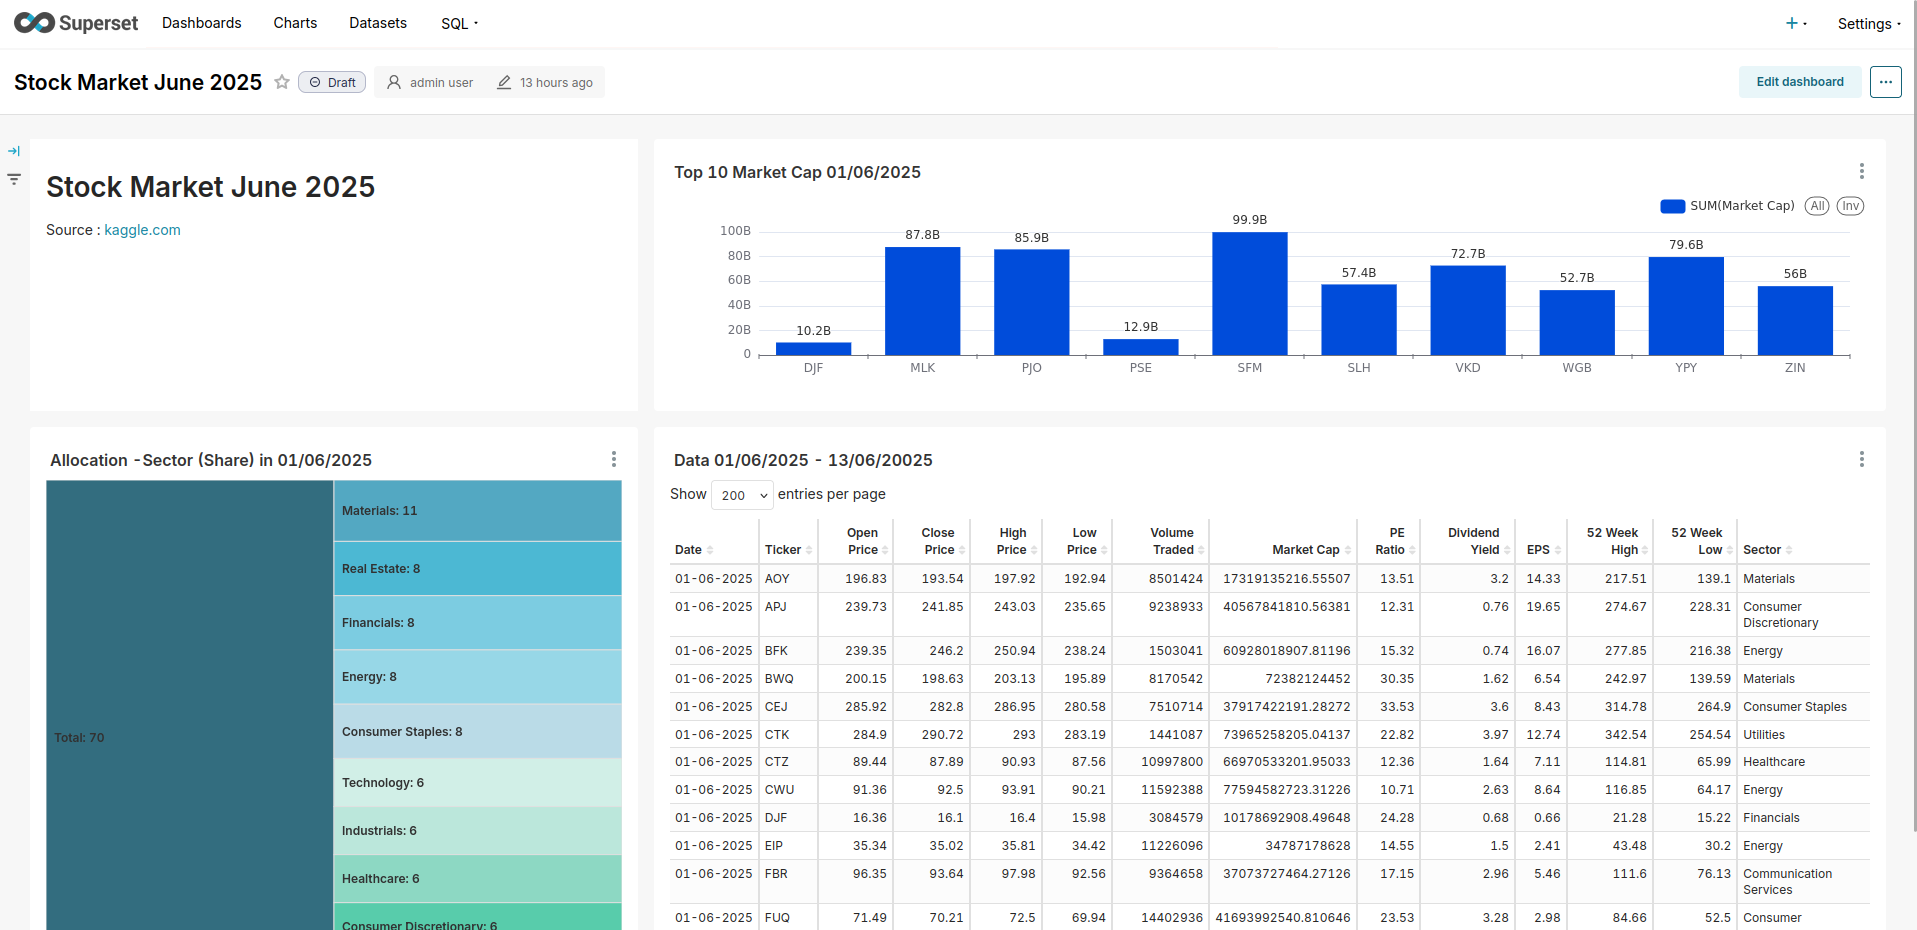 Superset Dashboards Charts Datasets SQL + Settings
Stock Market June 2025 Draft admin user 13 hours ago Edit dashboard ...
Stock Market June 2025
Source : kaggle.com
Top 10 Market Cap 01/06/2025
SUM(Market Cap) All Inv
100B
80B
60B
40B
20B
0
10.2B 87.8B 85.9B 12.9B 99.9B 57.4B 72.7B 52.7B 79.6B 56B
DJF MLK PJO PSE SFM SLH VKD WGB YPY ZIN
Allocation -Sector (Share) in 01/06/2025
Total: 70
Materials: 11
Real Estate: 8
Financials: 8
Energy: 8
Consumer Staples: 8
Technology: 6
Industrials: 6
Healthcare: 6
Consumer Discretionary: 6
Data 01/06/2025 - 13/06/20025
Show 200 entries per page
Date Ticker Open Price Close Price High Price Low Price Volume Traded Market Cap PE Ratio Dividend Yield EPS 52 Week High 52 Week Low Sector
01-06-2025 AOY 196.83 193.54 197.92 192.94 8501424 17319135216.55507 13.51 3.2 14.33 217.51 139.1 Materials
01-06-2025 APJ 239.73 241.85 243.03 235.65 9238933 40567841810.56381 12.31 0.76 19.65 274.67 228.31 Consumer Discretionary
01-06-2025 BFK 239.35 246.2 250.94 238.24 1503041 60928018907.81196 15.32 0.74 16.07 277.85 216.38 Energy
01-06-2025 BWQ 200.15 198.63 203.13 195.89 8170542 72382124452 30.35 1.62 6.54 242.97 139.59 Materials
01-06-2025 CEJ 285.92 282.8 286.95 280.58 7510714 37917422191.28272 33.53 3.6 8.43 314.78 264.9 Consumer Staples
01-06-2025 CTK 284.9 290.72 293 283.19 1441087 73965258205.04137 22.82 3.97 12.74 342.54 254.54 Utilities
01-06-2025 CTZ 89.44 87.89 90.93 87.56 10997800 66970533201.95033 12.36 1.64 7.11 114.81 65.99 Healthcare
01-06-2025 CWU 91.36 92.5 93.91 90.21 11592388 77594582723.31226 10.71 2.63 8.64 116.85 64.17 Energy
01-06-2025 DJF 16.36 16.1 16.4 15.98 3084579 10178692908.49648 24.28 0.68 0.66 21.28 15.22 Financials
01-06-2025 EIP 35.34 35.02 35.81 34.42 11226096 34787178628 14.55 1.5 2.41 43.48 30.2 Energy
01-06-2025 FBR 96.35 93.64 97.98 92.56 9364658 37073727464.27126 17.15 2.96 5.46 111.6 76.13 Communication Services
01-06-2025 FUQ 71.49 70.21 72.5 69.94 14402936 41693992540.810646 23.53 3.28 2.98 84.66 52.5 Consumer